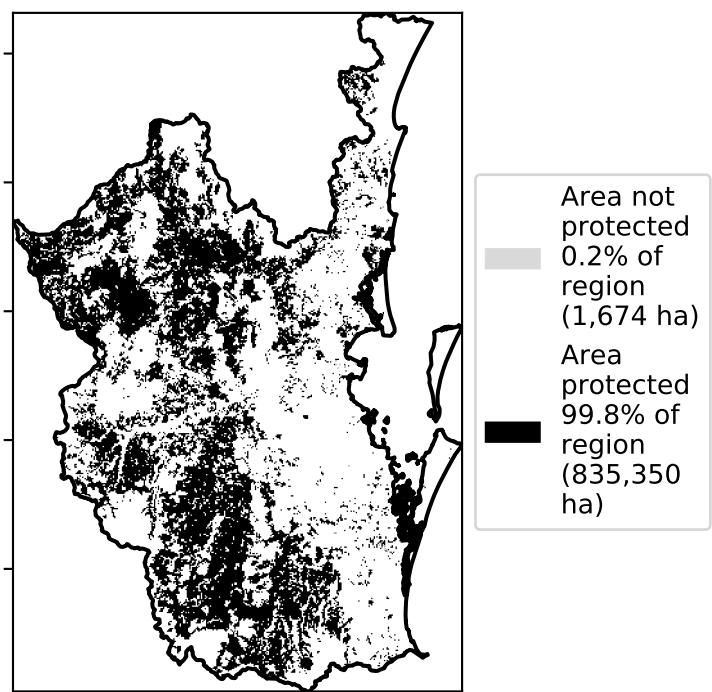 Area not
protected
0.2% of
region
(1,674 ha)
Area
protected
99.8% of
region
(835,350
ha)